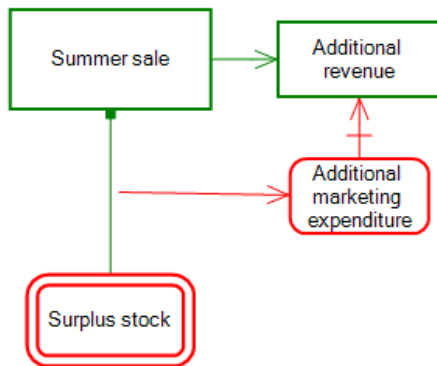 Summer sale
Additional
revenue
Additional
marketing
expenditure
Surplus stock